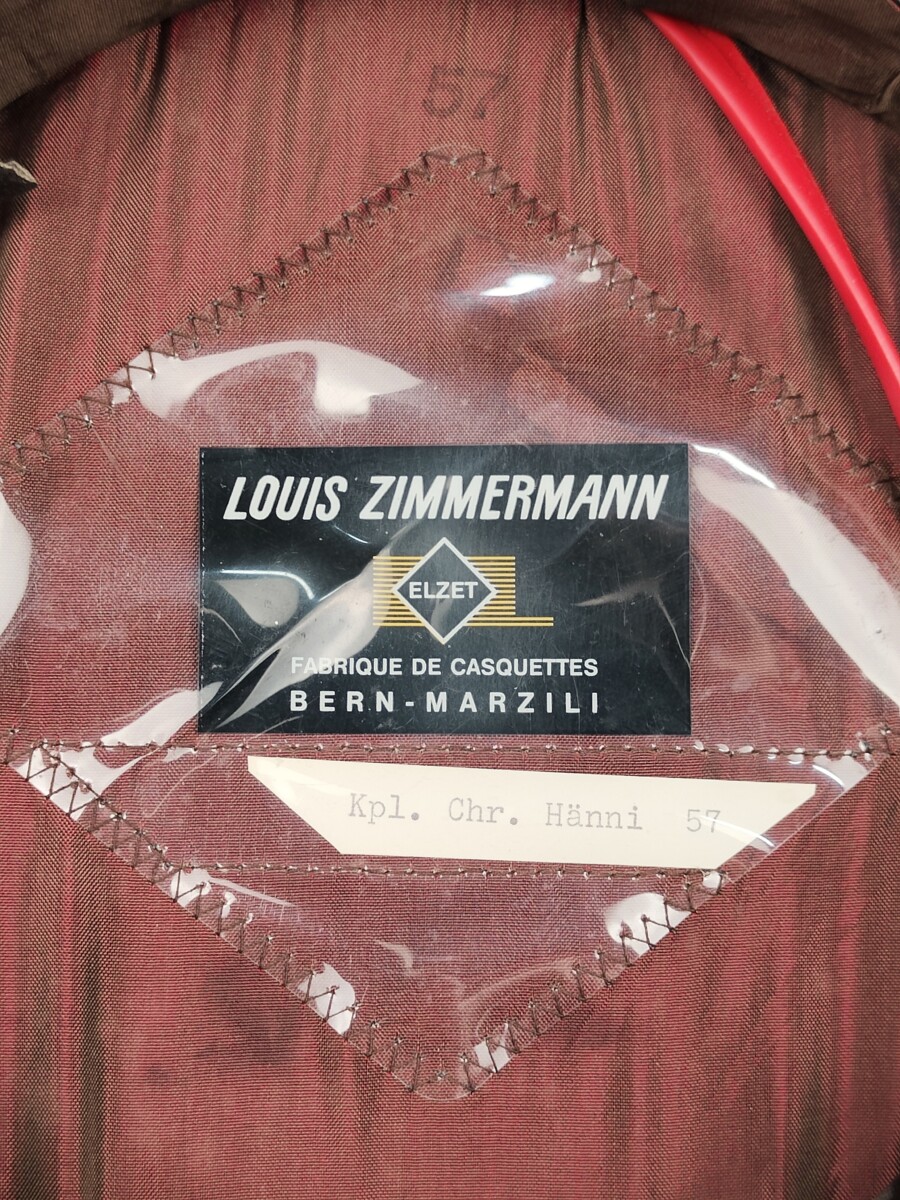 57
LOUIS ZIMMERMANN
ELZET
FABRIQUE DE CASQUETTES
BERN-MARZILI
Kpl. Chr. Hänni 57